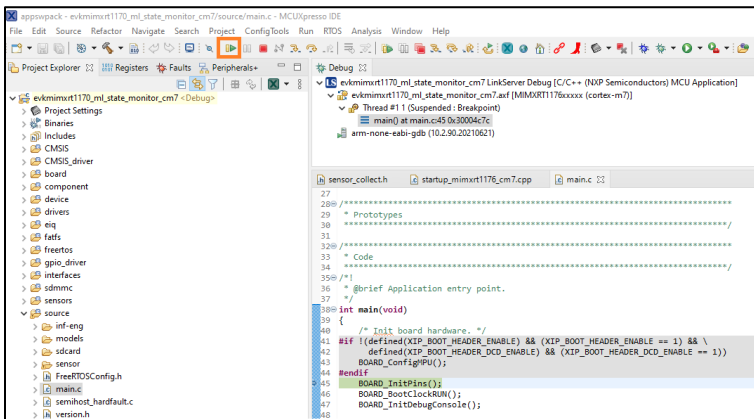 appswpack - evkmimxrt1170_ml_state_monitor_cm7/source/main.c - MCUXpresso IDE
File Edit Source Refactor Navigate Search Project ConfigTools Run RTOS Analysis Window Help
Project Explorer Registers Faults Peripherals+
evkmimxrt1170_ml_state_monitor_cm7 <Debug>
Project Settings
Binaries
Includes
CMSIS
CMSIS_driver
board
component
device
drivers
eiq
fatfs
freertos
gpio_driver
interfaces
sdmmc
sensors
source
inf-eng
models
sdcard
sensor
FreeRTOSConfig.h
main.c
semihost_hardfault.c
version.h
Debug
LS evkmimxrt1170_ml_state_monitor_cm7 LinkServer Debug [C/C++ (NXP Semiconductors) MCU Application]
evkmimxrt1170_ml_state_monitor_cm7.axf [MIMXRT1176xxxxx (cortex-m7)]
Thread #1 1 (Suspended : Breakpoint)
main() at main.c:45 0x30004c7c
arm-none-eabi-gdb (10.2.90.20210621)
sensor_collect.h startup_mimxrt1176_cm7.cpp main.c
27
28 /*******************************************************************************
29 * Prototypes
30 ******************************************************************************/
31
32 /*******************************************************************************
33 * Code
34 ******************************************************************************/
35 /*!
36 * @brief Application entry point.
37 */
38 int main(void)
39 {
40 /* Init board hardware. */
41 #if !(defined(XIP_BOOT_HEADER_ENABLE) && (XIP_BOOT_HEADER_ENABLE == 1) && \
42 defined(XIP_BOOT_HEADER_DCD_ENABLE) && (XIP_BOOT_HEADER_DCD_ENABLE == 1))
43 BOARD_ConfigMPU();
44 #endif
45 BOARD_InitPins();
46 BOARD_BootClockRUN();
47 BOARD_InitDebugConsole();
48